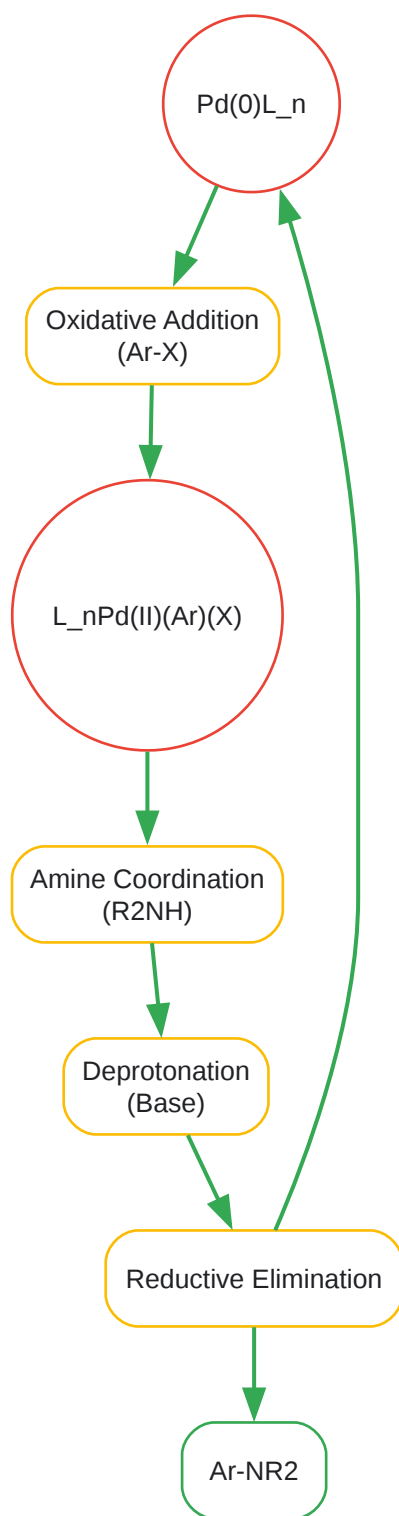 Pd(0)L_n
Oxidative Addition
(Ar-X)
L_nPd(II)(Ar)(X)
Amine Coordination
(R2NH)
Deprotonation
(Base)
Reductive Elimination
Ar-NR2